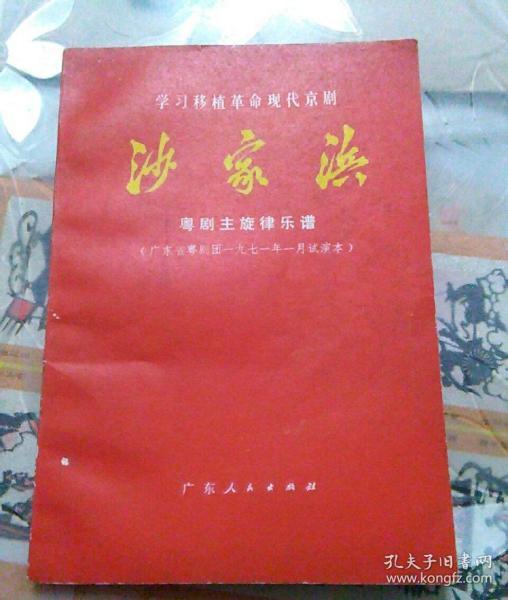 学习移植革命现代京剧
沙家浜
粤剧主旋律乐谱
（广东省粤剧团一九七一年一月试演本）
广东人民出版社
孔夫子旧书网
www.kongfz.com